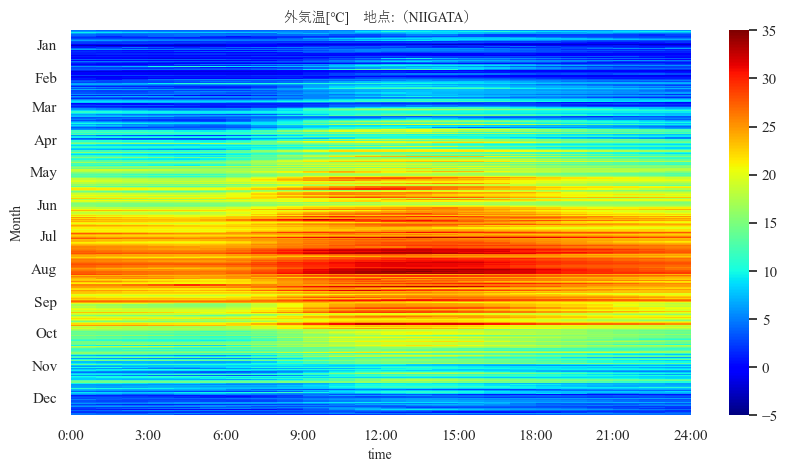 外気温[℃] 地点:（NIIGATA）
Jan
Feb
Mar
Apr
May
Jun
Jul
Aug
Sep
Oct
Nov
Dec
Month
0:00 3:00 6:00 9:00 12:00 15:00 18:00 21:00 24:00
time
35
30
25
20
15
10
5
0
−5